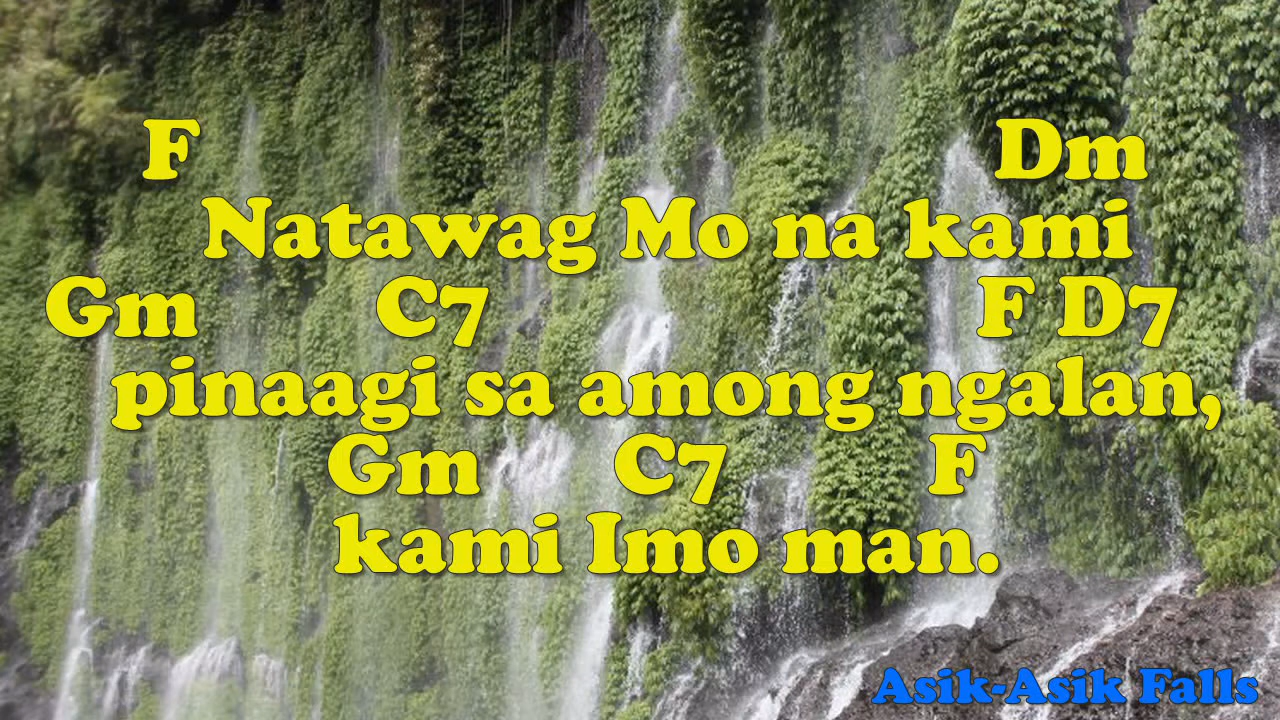 F Dm
Natawag Mo na kami
Gm C7 F D7
pinaagi sa among ngalan,
Gm C7 F
kami Imo man.
Asik-Asik Falls